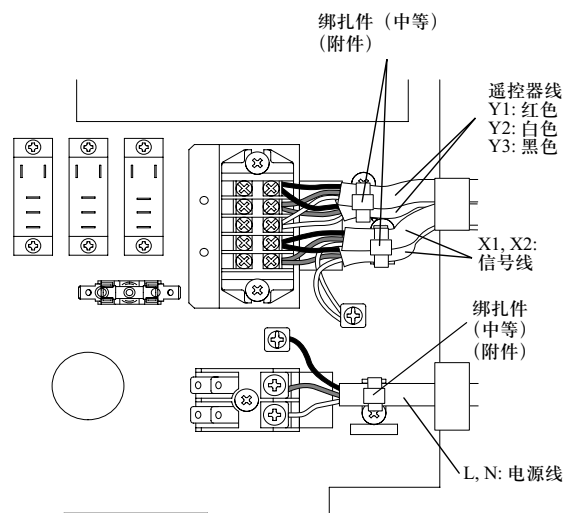 绑扎件（中等）
（附件）
遥控器线
Y1: 红色
Y2: 白色
Y3: 黑色
X1, X2:
信号线
绑扎件
（中等）
（附件）
L, N: 电源线